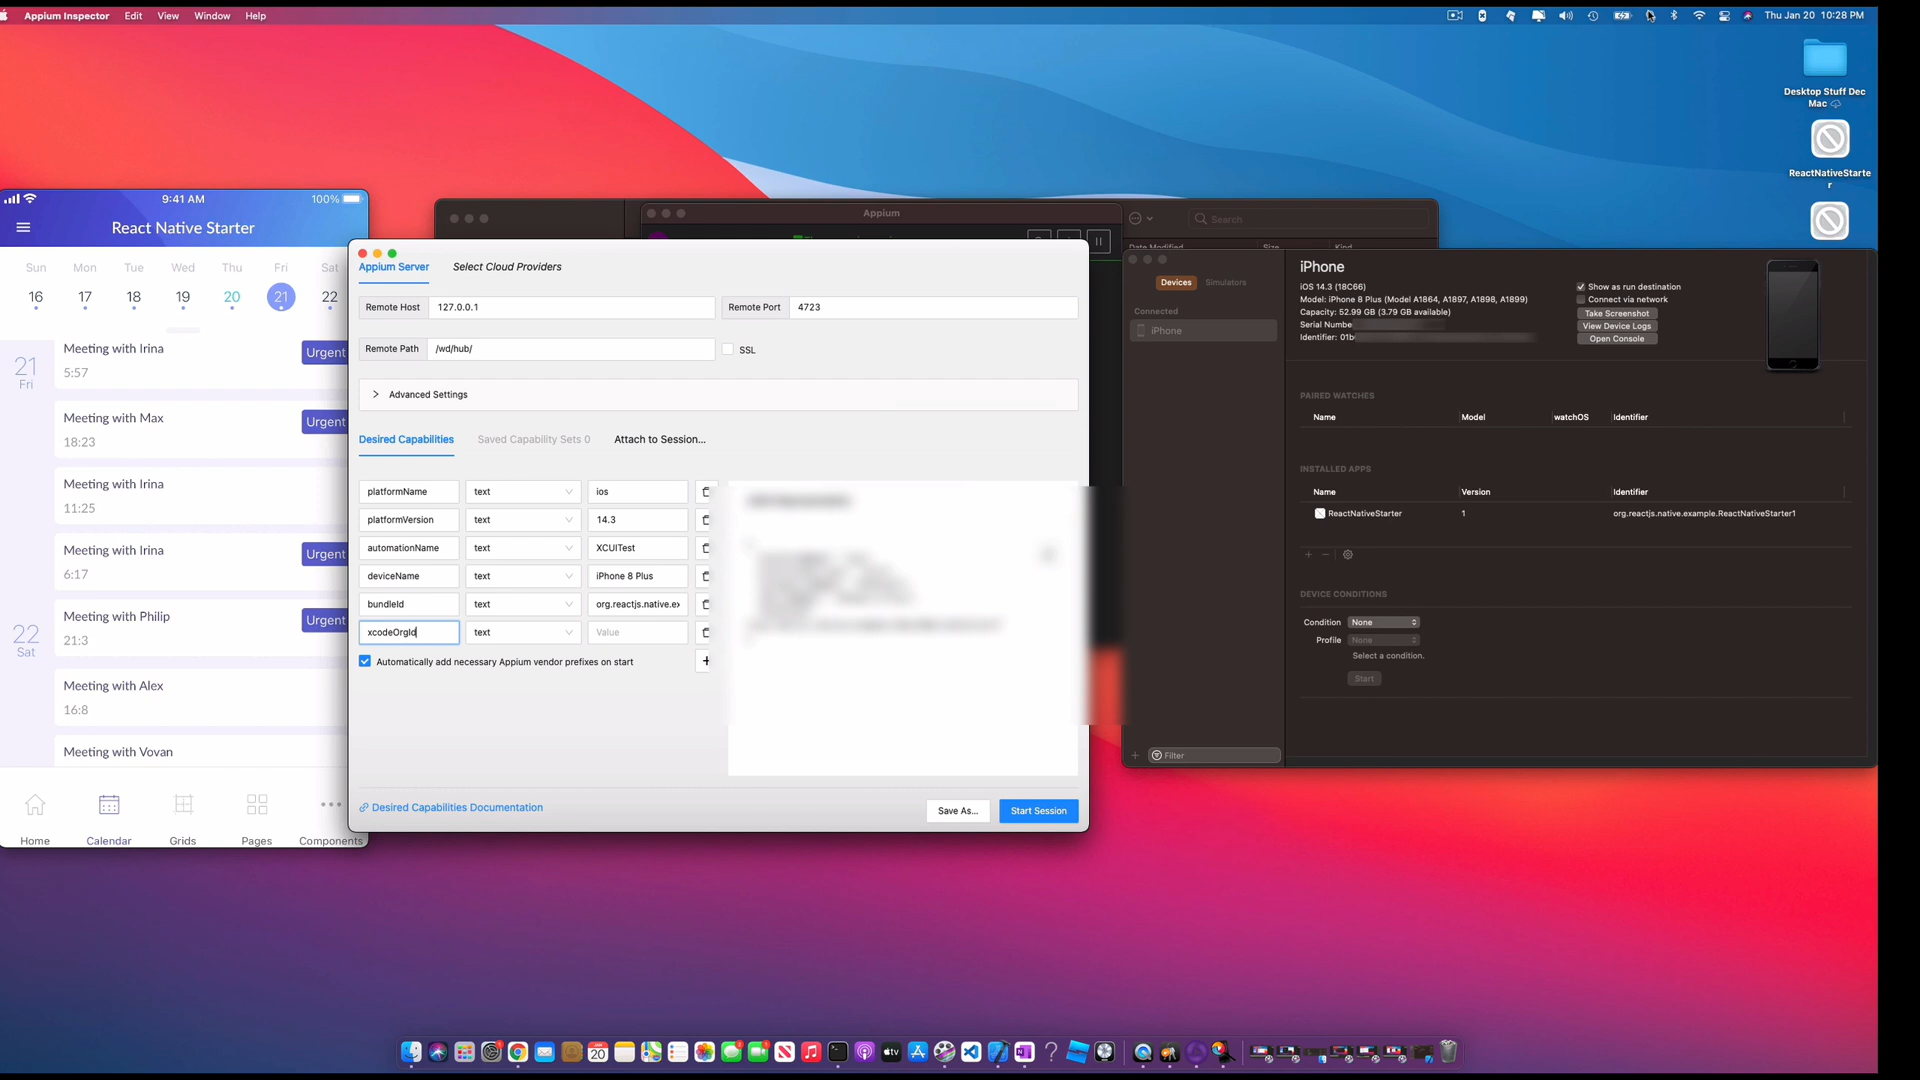 Appium Inspector Edit View Window Help
Thu Jan 20 10:28 PM
Desktop Stuff Dec
Mac
ReactNativeStarte
r
9:41 AM 100%
React Native Starter
Sun Mon Tue Wed Thu Fri Sat
16 17 18 19 20 21 22
21
Fri
Meeting with Irina
5:57
Urgent
Meeting with Max
18:23
Urgent
Meeting with Irina
11:25
Meeting with Irina
6:17
Urgent
22
Sat
Meeting with Philip
21:3
Urgent
Meeting with Alex
16:8
Meeting with Vovan
Home Calendar Grids Pages Components
Appium
Search
Date Modified Size Kind
Appium Server Select Cloud Providers
Remote Host 127.0.0.1 Remote Port 4723
Remote Path /wd/hub/ SSL
Advanced Settings
Desired Capabilities Saved Capability Sets 0 Attach to Session...
platformName text ios
platformVersion text 14.3
automationName text XCUITest
deviceName text iPhone 8 Plus
bundleId text org.reactjs.native.ex
xcodeOrgId text Value
Automatically add necessary Appium vendor prefixes on start
Desired Capabilities Documentation
Save As... Start Session
Devices Simulators
Connected
iPhone
Filter
iPhone
iOS 14.3 (18C66)
Model: iPhone 8 Plus (Model A1864, A1897, A1898, A1899)
Capacity: 52.99 GB (3.79 GB available)
Serial Numbe
Identifier: 01b
Show as run destination
Connect via network
Take Screenshot
View Device Logs
Open Console
PAIRED WATCHES
Name Model watchOS Identifier
INSTALLED APPS
Name Version Identifier
ReactNativeStarter 1 org.reactjs.native.example.ReactNativeStarter1
DEVICE CONDITIONS
Condition None
Profile None
Select a condition.
Start